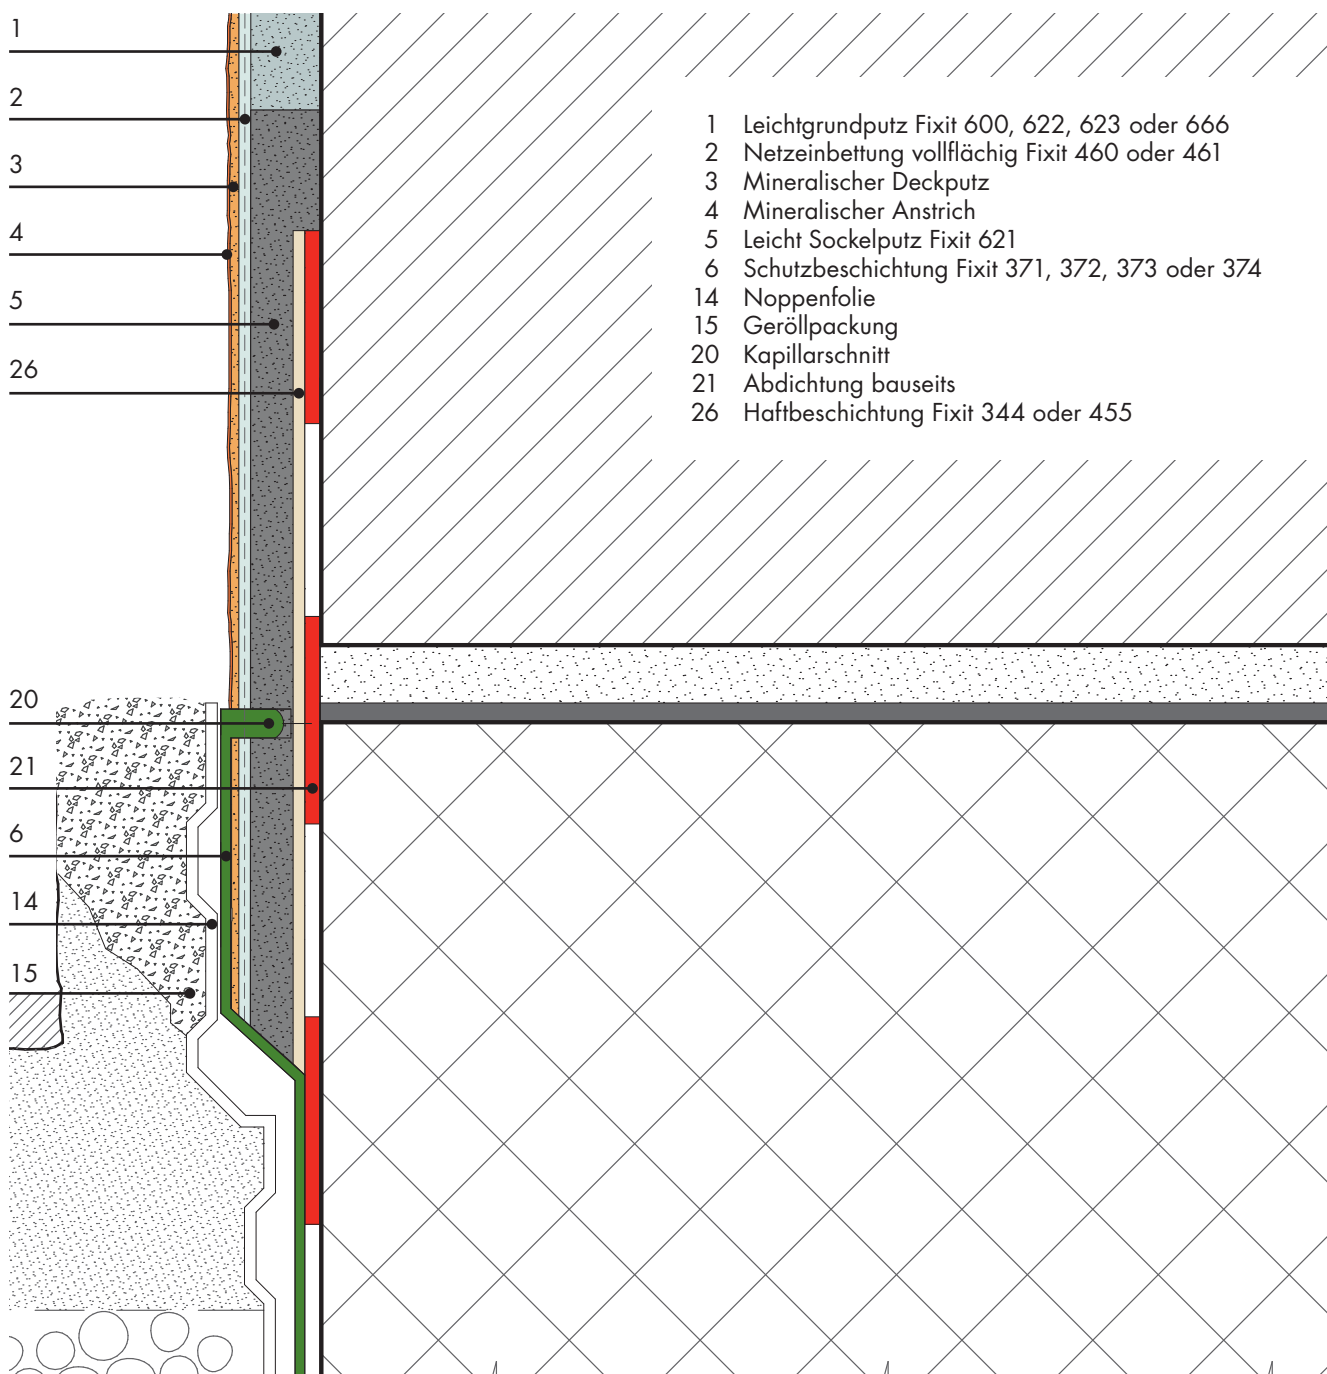 1
2
3
4
5
26
20
21
6
14
15
1 Leichtgrundputz Fixit 600, 622, 623 oder 666
2 Netzeinbettung vollflächig Fixit 460 oder 461
3 Mineralischer Deckputz
4 Mineralischer Anstrich
5 Leicht Sockelputz Fixit 621
6 Schutzbeschichtung Fixit 371, 372, 373 oder 374
14 Noppenfolie
15 Geröllpackung
20 Kapillarschnitt
21 Abdichtung bauseits
26 Haftbeschichtung Fixit 344 oder 455